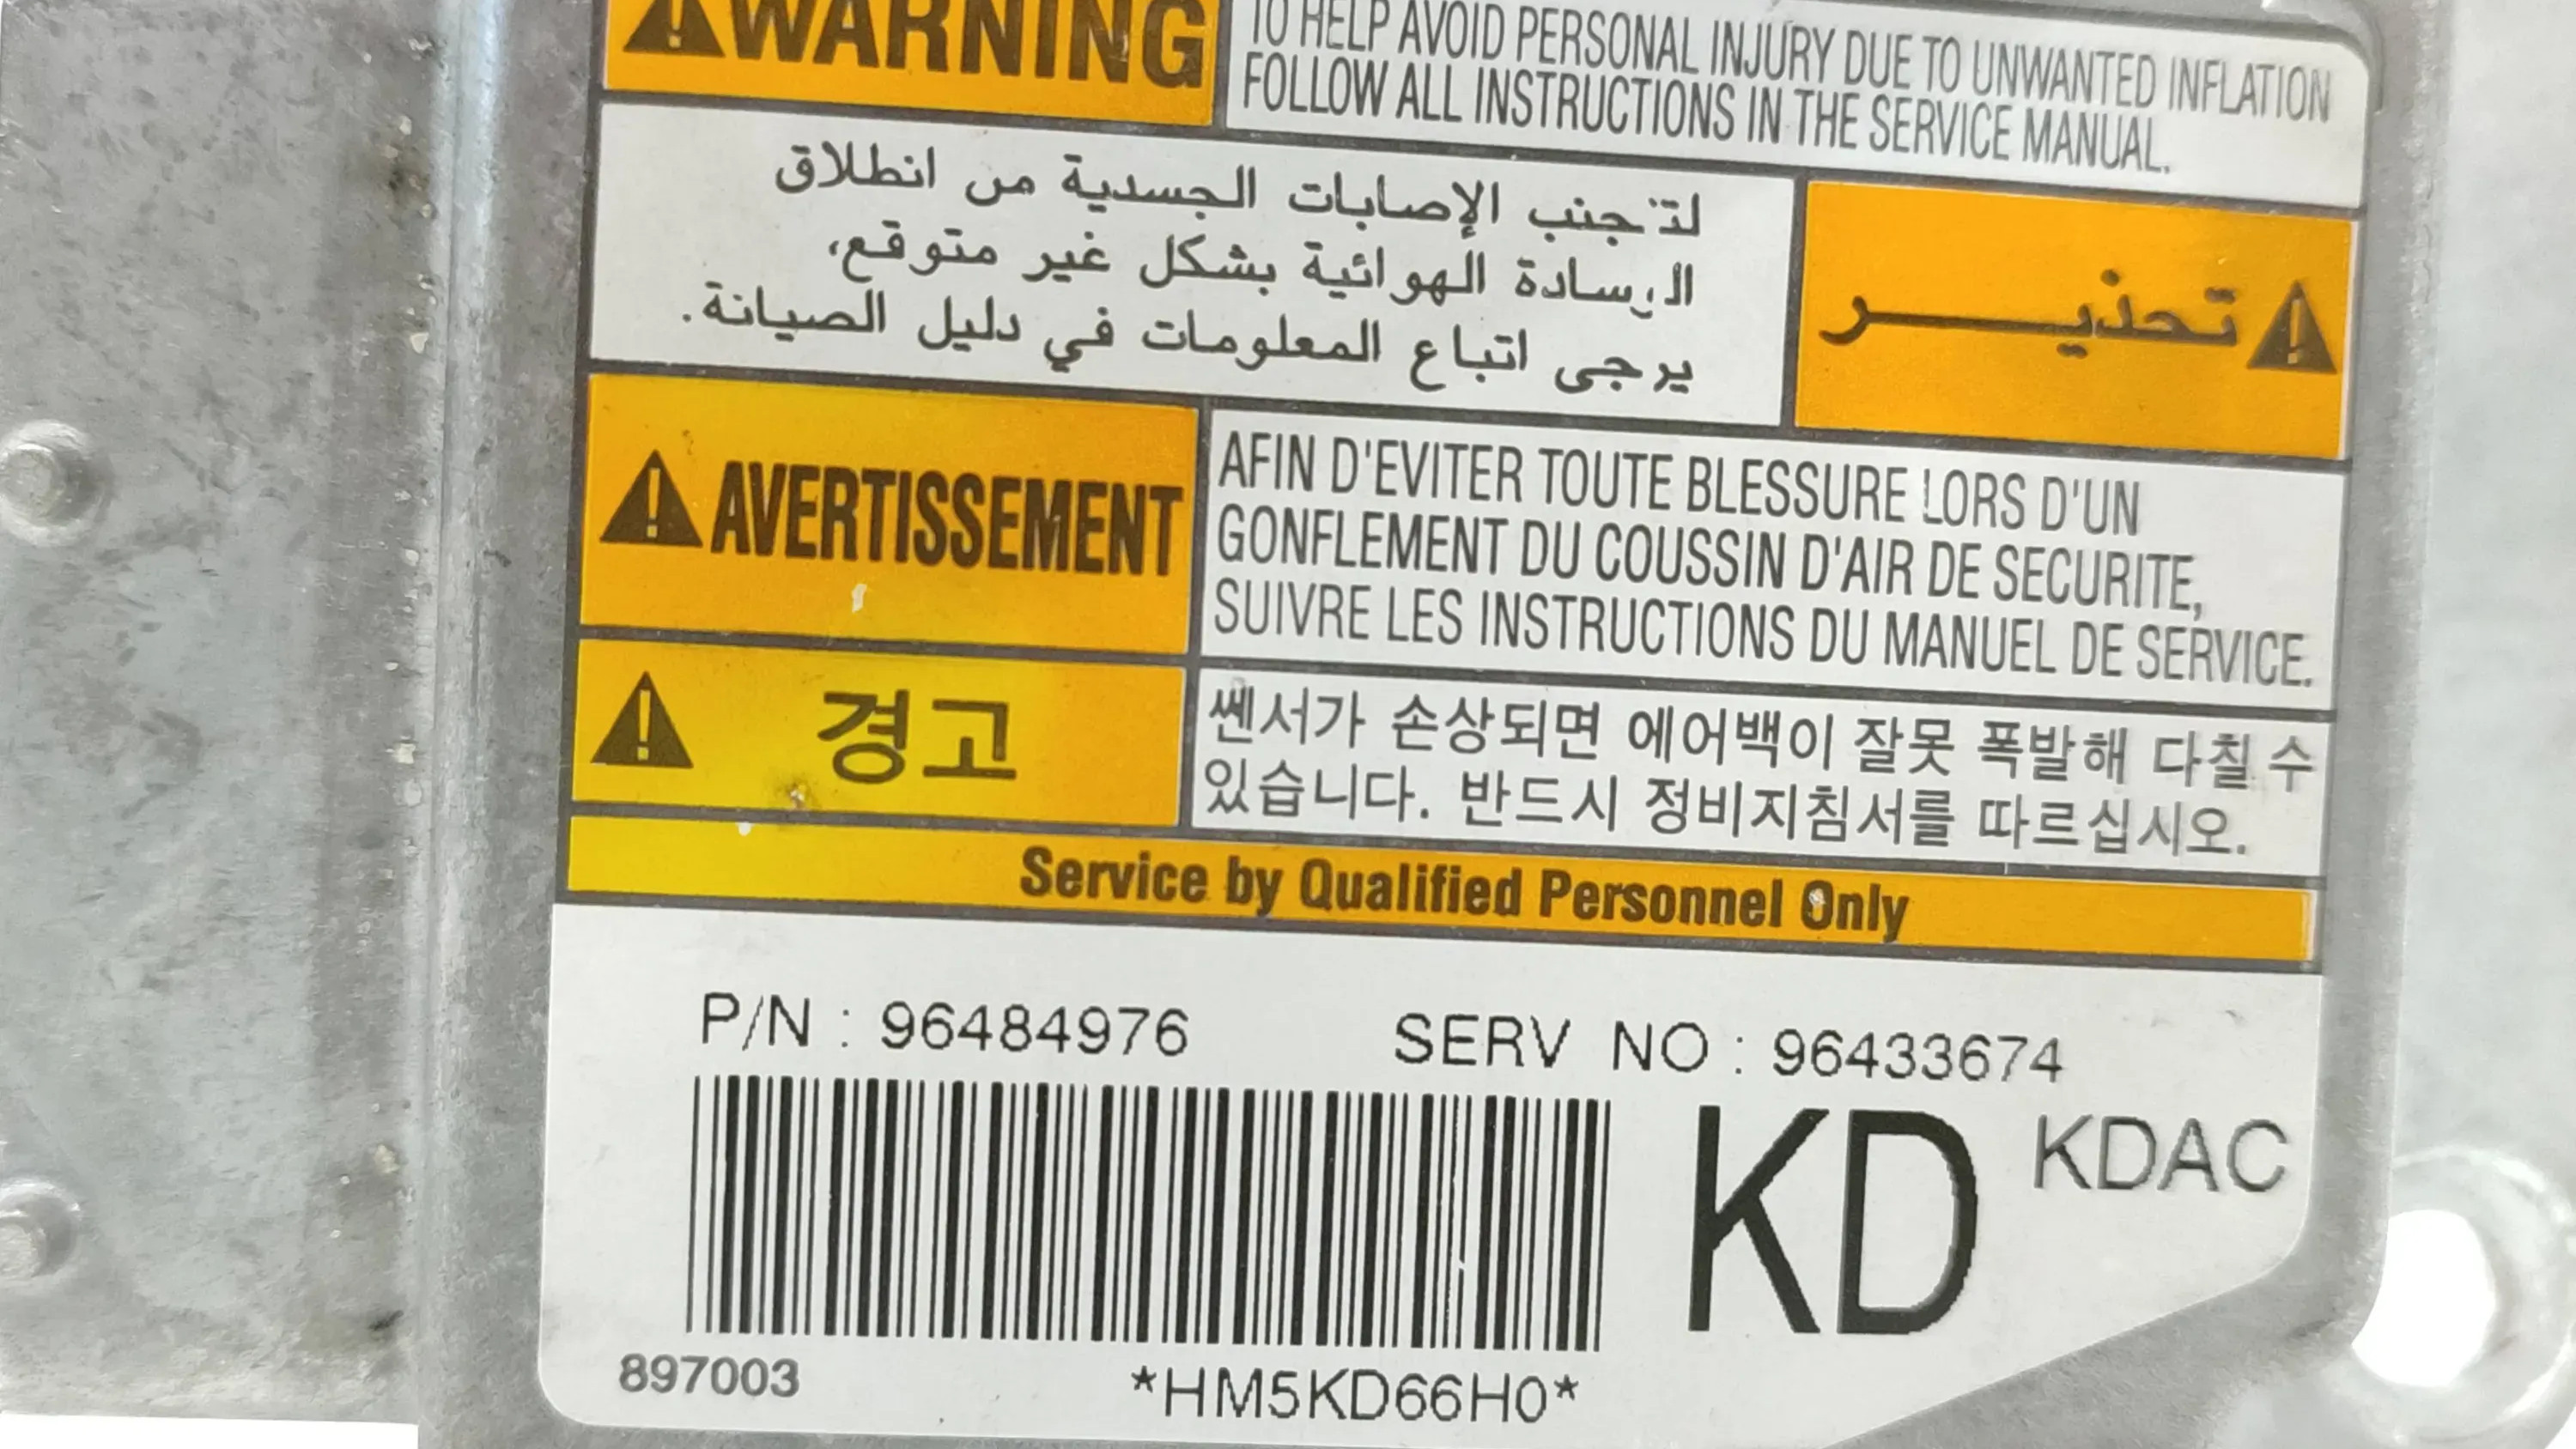 WARNING
TO HELP AVOID PERSONAL INJURY DUE TO UNWANTED INFLATION
FOLLOW ALL INSTRUCTIONS IN THE SERVICE MANUAL.
تحذيــــر
لتجنب الإصابات الجسدية من انطلاق
الوسادة الهوائية بشكل غير متوقع،
يرجى اتباع المعلومات في دليل الصيانة.
AVERTISSEMENT
AFIN D'EVITER TOUTE BLESSURE LORS D'UN
GONFLEMENT DU COUSSIN D'AIR DE SECURITE,
SUIVRE LES INSTRUCTIONS DU MANUEL DE SERVICE.
경고
쎈서가 손상되면 에어백이 잘못 폭발해 다칠 수
있습니다. 반드시 정비지침서를 따르십시오.
Service by Qualified Personnel Only
P/N : 96484976 SERV NO : 96433674
KD KDAC
897003 *HM5KD66H0*